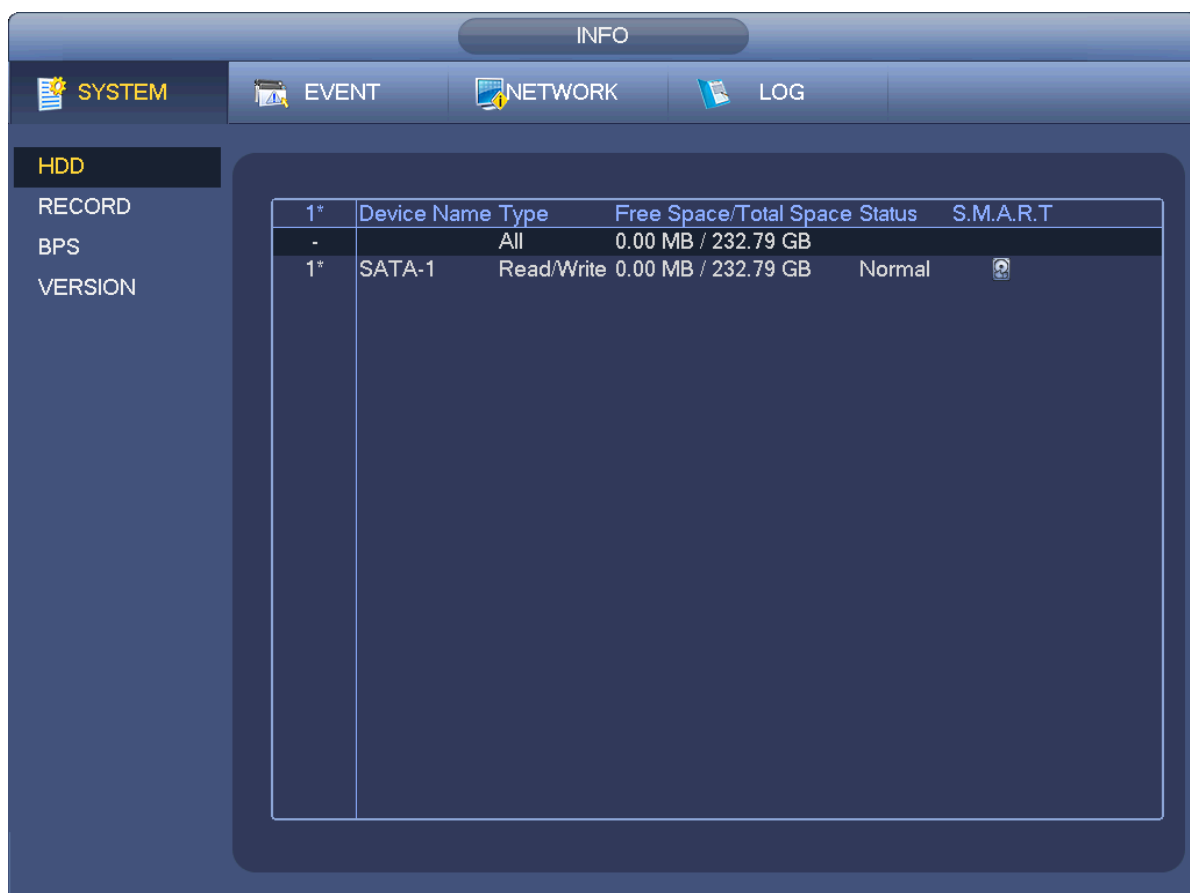 INFO
SYSTEM EVENT NETWORK LOG
HDD
RECORD
BPS
VERSION
1* Device Name Type Free Space/Total Space Status S.M.A.R.T
- All 0.00 MB / 232.79 GB
1* SATA-1 Read/Write 0.00 MB / 232.79 GB Normal